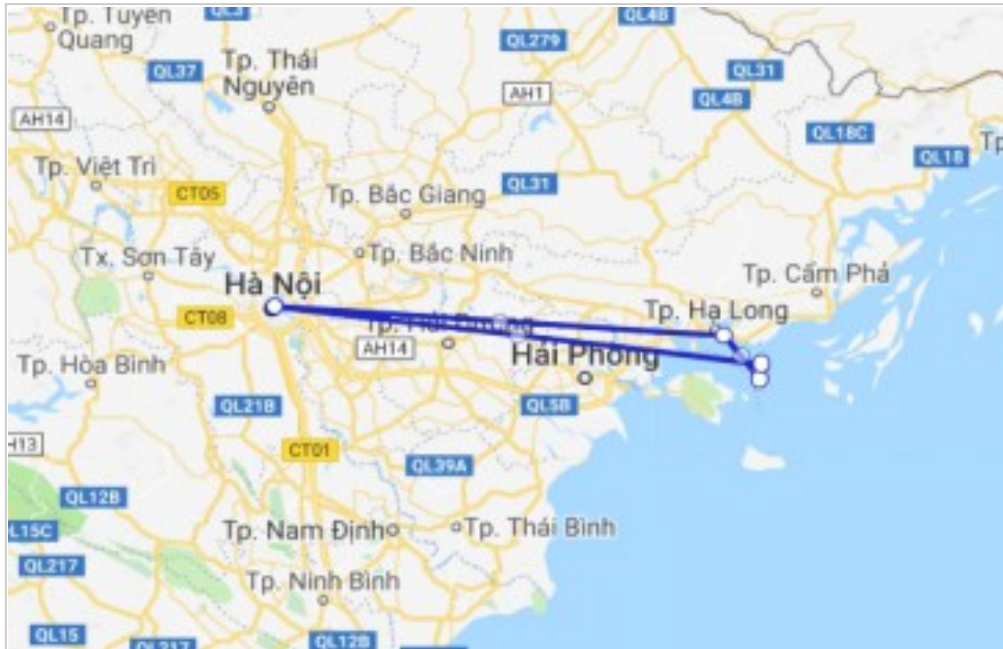 Tp. Tuyên
Quang
QL3
QL4B
QL279
QL31
QL37
Tp. Thái
Nguyên
AH1
QL4B
AH14
QL18C
Tp
QL18
Tp. Việt Trì
CT05
QL31
Tp. Bắc Giang
Tx. Sơn Tây
Tp. Bắc Ninh
Tp. Cẩm Phả
Hà Nội
CT08
Tp. Hạ Long
AH14
Hải Phòng
Tp. Hòa Bình
QL21B
QL5B
H13
CT01
QL39A
QL12B
QL15C
Tp. Nam Định
Tp. Thái Bình
QL217
Tp. Ninh Bình
QL15
QL217
QL12B